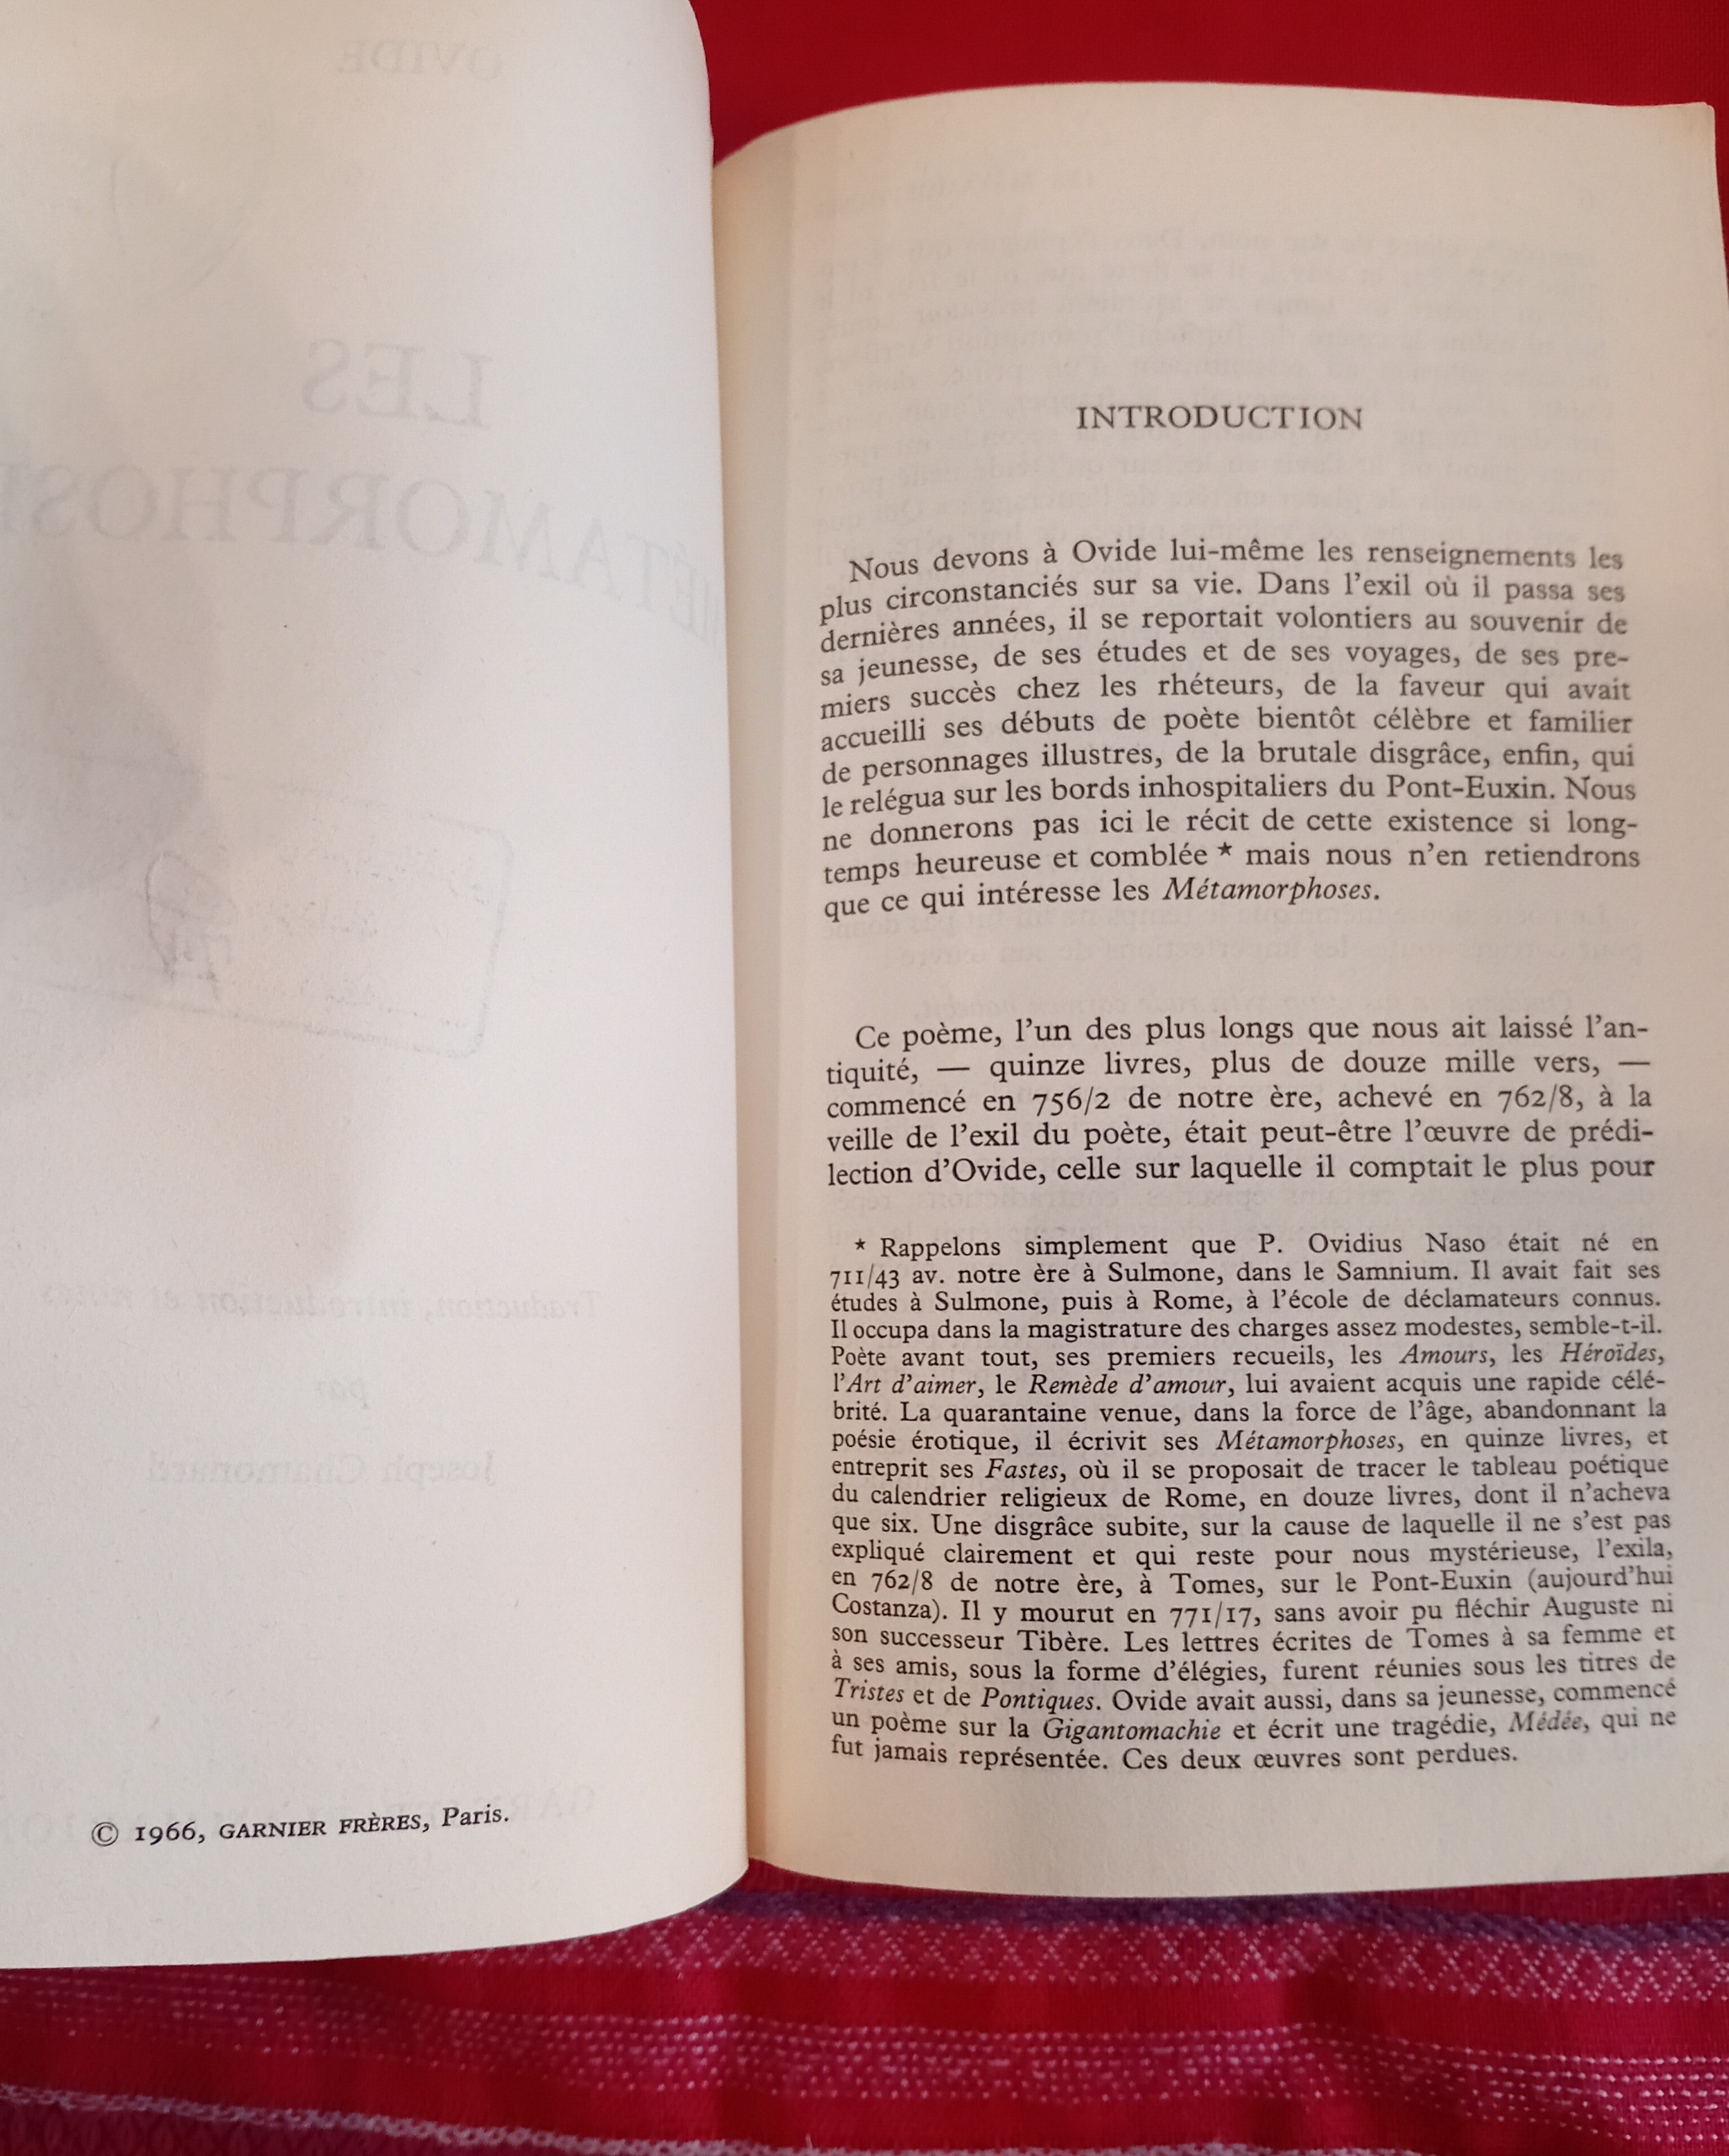 © 1966, GARNIER FRÈRES, Paris.
INTRODUCTION
Nous devons à Ovide lui-même les renseignements les
plus circonstanciés sur sa vie. Dans l'exil où il passa ses
dernières années, il se reportait volontiers au souvenir de
sa jeunesse, de ses études et de ses voyages, de ses pre-
miers succès chez les rhéteurs, de la faveur qui avait
accueilli ses débuts de poète bientôt célèbre et familier
de personnages illustres, de la brutale disgrâce, enfin, qui
le relégua sur les bords inhospitaliers du Pont-Euxin. Nous
ne donnerons pas ici le récit de cette existence si long-
temps heureuse et comblée * mais nous n'en retiendrons
que ce qui intéresse les Métamorphoses.
Ce poème, l'un des plus longs que nous ait laissé l'an-
tiquité, — quinze livres, plus de douze mille vers, —
commencé en 756/2 de notre ère, achevé en 762/8, à la
veille de l'exil du poète, était peut-être l'œuvre de prédi-
lection d'Ovide, celle sur laquelle il comptait le plus pour
* Rappelons simplement que P. Ovidius Naso était né en
711/43 av. notre ère à Sulmone, dans le Samnium. Il avait fait ses
études à Sulmone, puis à Rome, à l'école de déclamateurs connus.
Il occupa dans la magistrature des charges assez modestes, semble-t-il.
Poète avant tout, ses premiers recueils, les Amours, les Héroïdes,
l'Art d'aimer, le Remède d'amour, lui avaient acquis une rapide célé-
brité. La quarantaine venue, dans la force de l'âge, abandonnant la
poésie érotique, il écrivit ses Métamorphoses, en quinze livres, et
entreprit ses Fastes, où il se proposait de tracer le tableau poétique
du calendrier religieux de Rome, en douze livres, dont il n'acheva
que six. Une disgrâce subite, sur la cause de laquelle il ne s'est pas
expliqué clairement et qui reste pour nous mystérieuse, l'exila,
en 762/8 de notre ère, à Tomes, sur le Pont-Euxin (aujourd'hui
Costanza). Il y mourut en 771/17, sans avoir pu fléchir Auguste ni
son successeur Tibère. Les lettres écrites de Tomes à sa femme et
à ses amis, sous la forme d'élégies, furent réunies sous les titres de
Tristes et de Pontiques. Ovide avait aussi, dans sa jeunesse, commencé
un poème sur la Gigantomachie et écrit une tragédie, Médée, qui ne
fut jamais représentée. Ces deux œuvres sont perdues.